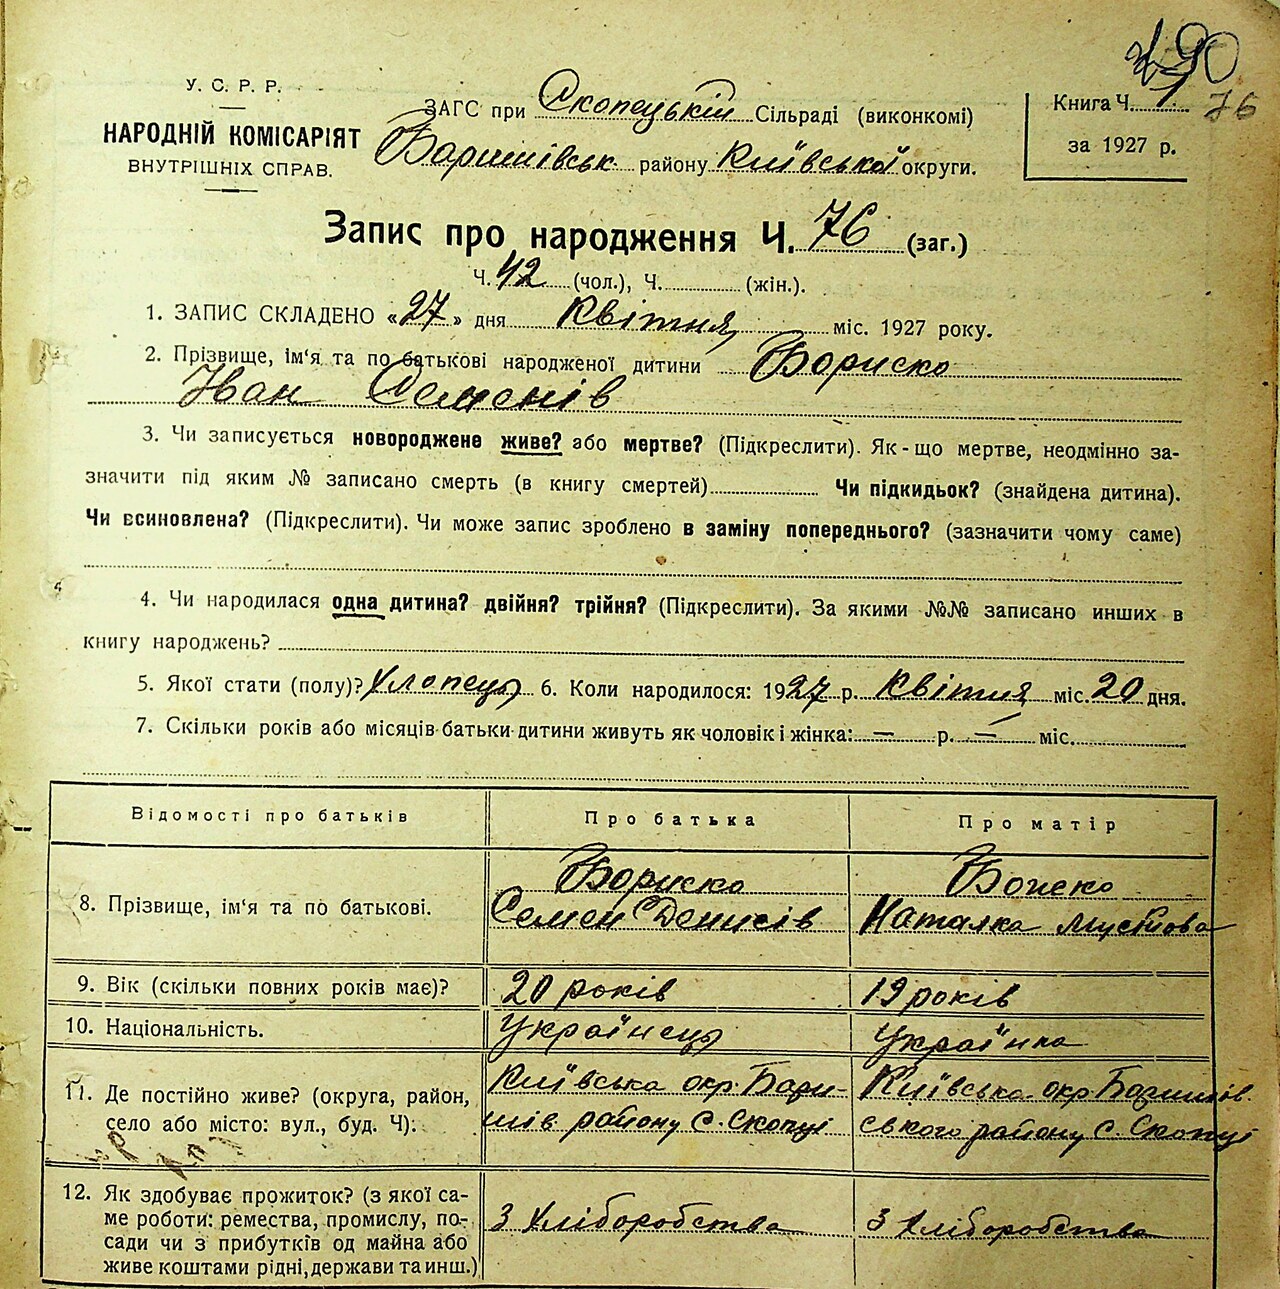 290
76
У. С. Р. Р.
НАРОДНІЙ КОМІСАРІЯТ
ВНУТРІШНІХ СПРАВ.
ЗАГС при Скопецькій Сільраді (виконкомі)
Баришівськ району Київської округи.
Книга Ч. 1
за 1927 р.
Запис про народження Ч. 76 (заг.)
Ч. 42 (чол.), Ч. (жін.).
1. ЗАПИС СКЛАДЕНО «27» дня Квітня міс. 1927 року.
2. Прізвище, ім'я та по батькові народженої дитини Бориско
Іван Семенів
3. Чи записується новороджене живе? або мертве? (Підкреслити). Як-що мертве, неодмінно за-
значити під яким № записано смерть (в книгу смертей) Чи підкидьок? (знайдена дитина).
Чи всиновлена? (Підкреслити). Чи може запис зроблено в заміну попереднього? (зазначити чому саме)
4. Чи народилася одна дитина? двійня? трійня? (Підкреслити). За якими №№ записано инших в
книгу народжень?
5. Якої стати (полу)? Хлопець 6. Коли народилося: 1927 р. Квітня міс. 20 дня.
7. Скільки років або місяців батьки дитини живуть як чоловік і жінка: — р. — міс.
Відомості про батьків Про батька Про матір
8. Прізвище, ім'я та по батькові.
Бориско
Семен Денисів
Наталка
9. Вік (скільки повних років має)? 20 років 19 років
10. Національність. Українець Українка
11. Де постійно живе? (округа, район,
село або місто: вул., буд. Ч):
Київська окр. Бари-
шів. району с. Скопці
Київська окр. Баришів.
ського району с. Скопці
12. Як здобуває прожиток? (з якої са-
ме роботи: ремества, промислу, по-
сади чи з прибутків од майна або
живе коштами рідні, держави та инш.)
З Хліборобства
З Хліборобства